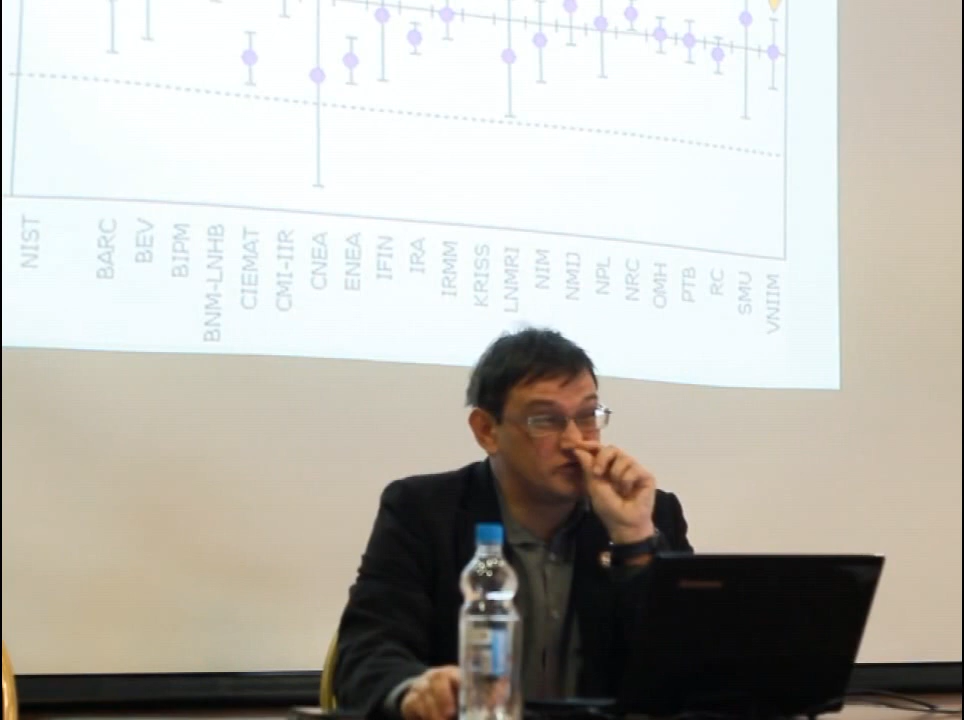 NIST
BARC
BEV
BIPM
BNM-LNHB
CIEMAT
CMI-IIR
CNEA
ENEA
IFIN
IRA
IRMM
KRISS
LNMRI
NIM
NMIJ
NPL
NRC
OMH
PTB
RC
SMU
VNIIM